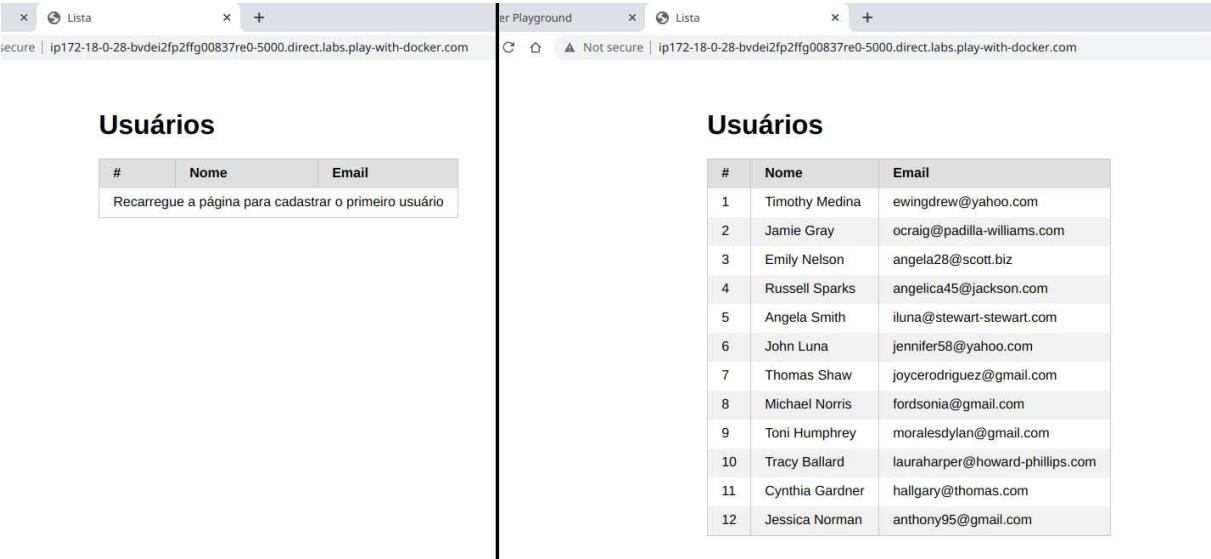 Lista
secure ip172-18-0-28-bvdei2fp2ffg00837re0-5000.direct.labs.play-with-docker.com
Usuários
# Nome Email
Recarregue a página para cadastrar o primeiro usuário
er Playground Lista
Not secure ip172-18-0-28-bvdei2fp2ffg00837re0-5000.direct.labs.play-with-docker.com
Usuários
# Nome Email
1 Timothy Medina ewingdrew@yahoo.com
2 Jamie Gray ocraig@padilla-williams.com
3 Emily Nelson angela28@scott.biz
4 Russell Sparks angelica45@jackson.com
5 Angela Smith iluna@stewart-stewart.com
6 John Luna jennifer58@yahoo.com
7 Thomas Shaw joycerodriguez@gmail.com
8 Michael Norris fordsonia@gmail.com
9 Toni Humphrey moralesdylan@gmail.com
10 Tracy Ballard lauraharper@howard-phillips.com
11 Cynthia Gardner hallgary@thomas.com
12 Jessica Norman anthony95@gmail.com